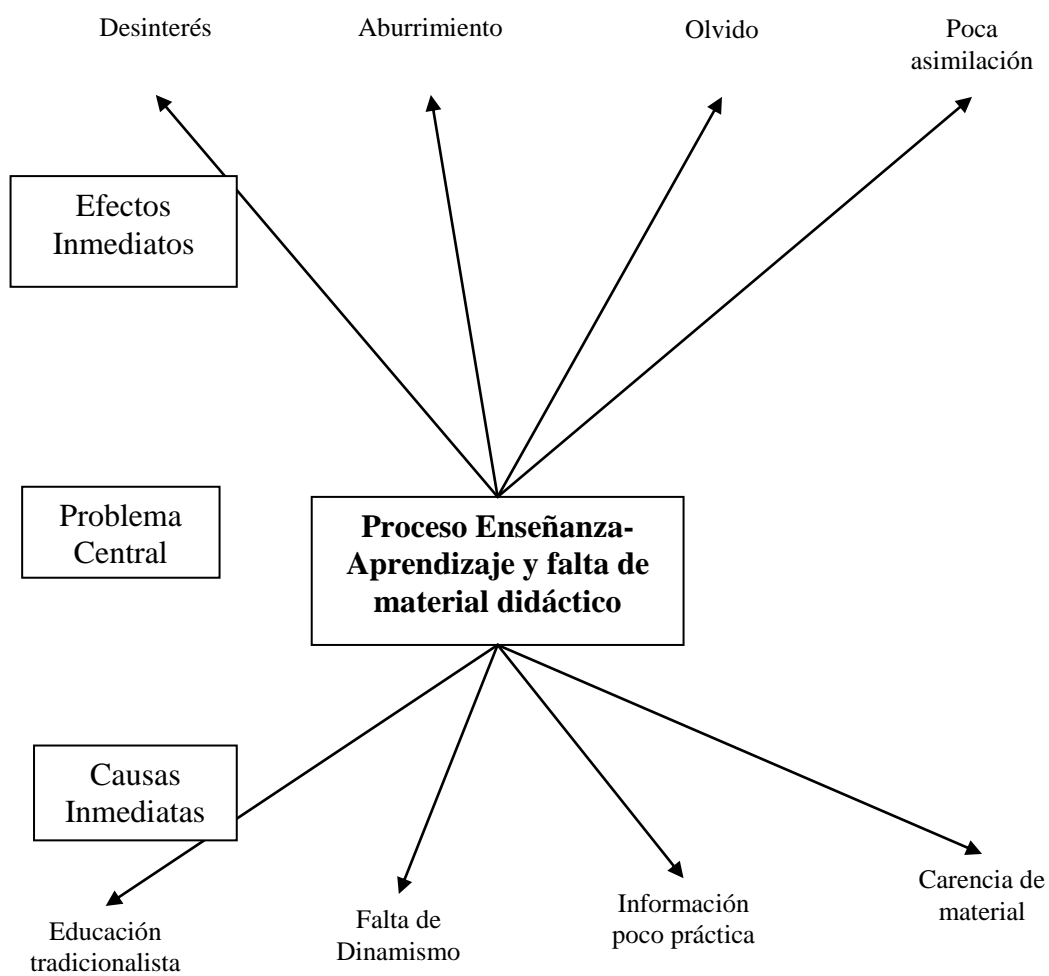 Desinterés
Aburrimiento
Olvido
Poca
asimilación
Efectos
Inmediatos
Problema
Central
Proceso Enseñanza-
Aprendizaje y falta de
material didáctico
Causas
Inmediatas
Educación
tradicionalista
Falta de
Dinamismo
Información
poco práctica
Carencia de
material